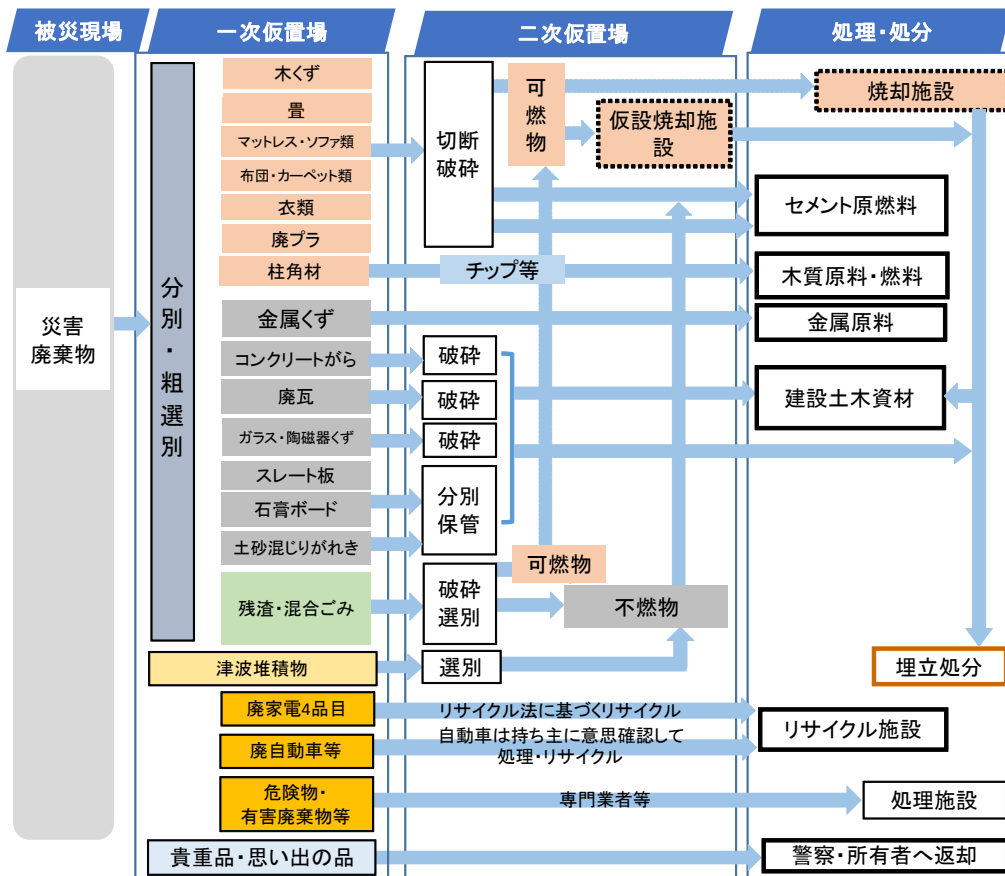 被災現場
一次仮置場
二次仮置場
処理・処分
災害
廃棄物
分別・粗選別
木くず
畳
マットレス・ソファ類
布団・カーペット類
衣類
廃プラ
柱角材
金属くず
コンクリートがら
廃瓦
ガラス・陶磁器くず
スレート板
石膏ボード
土砂混じりがれき
残渣・混合ごみ
津波堆積物
廃家電4品目
廃自動車等
危険物・
有害廃棄物等
貴重品・思い出の品
切断
破砕
可燃物
仮設焼却施
設
チップ等
破砕
破砕
破砕
分別
保管
破砕
選別
可燃物
不燃物
選別
リサイクル法に基づくリサイクル
自動車は持ち主に意思確認して
処理・リサイクル
専門業者等
焼却施設
セメント原燃料
木質原料・燃料
金属原料
建設土木資材
埋立処分
リサイクル施設
処理施設
警察・所有者へ返却